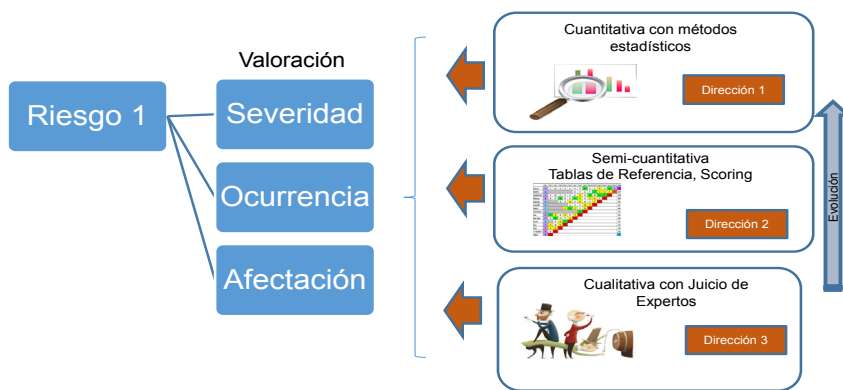 Valoración
Riesgo 1
Severidad
Ocurrencia
Afectación
Cuantitativa con métodos
estadísticos
Dirección 1
Semi-cuantitativa
Tablas de Referencia, Scoring
Dirección 2
Cualitativa con Juicio de
Expertos
Dirección 3
Evolución